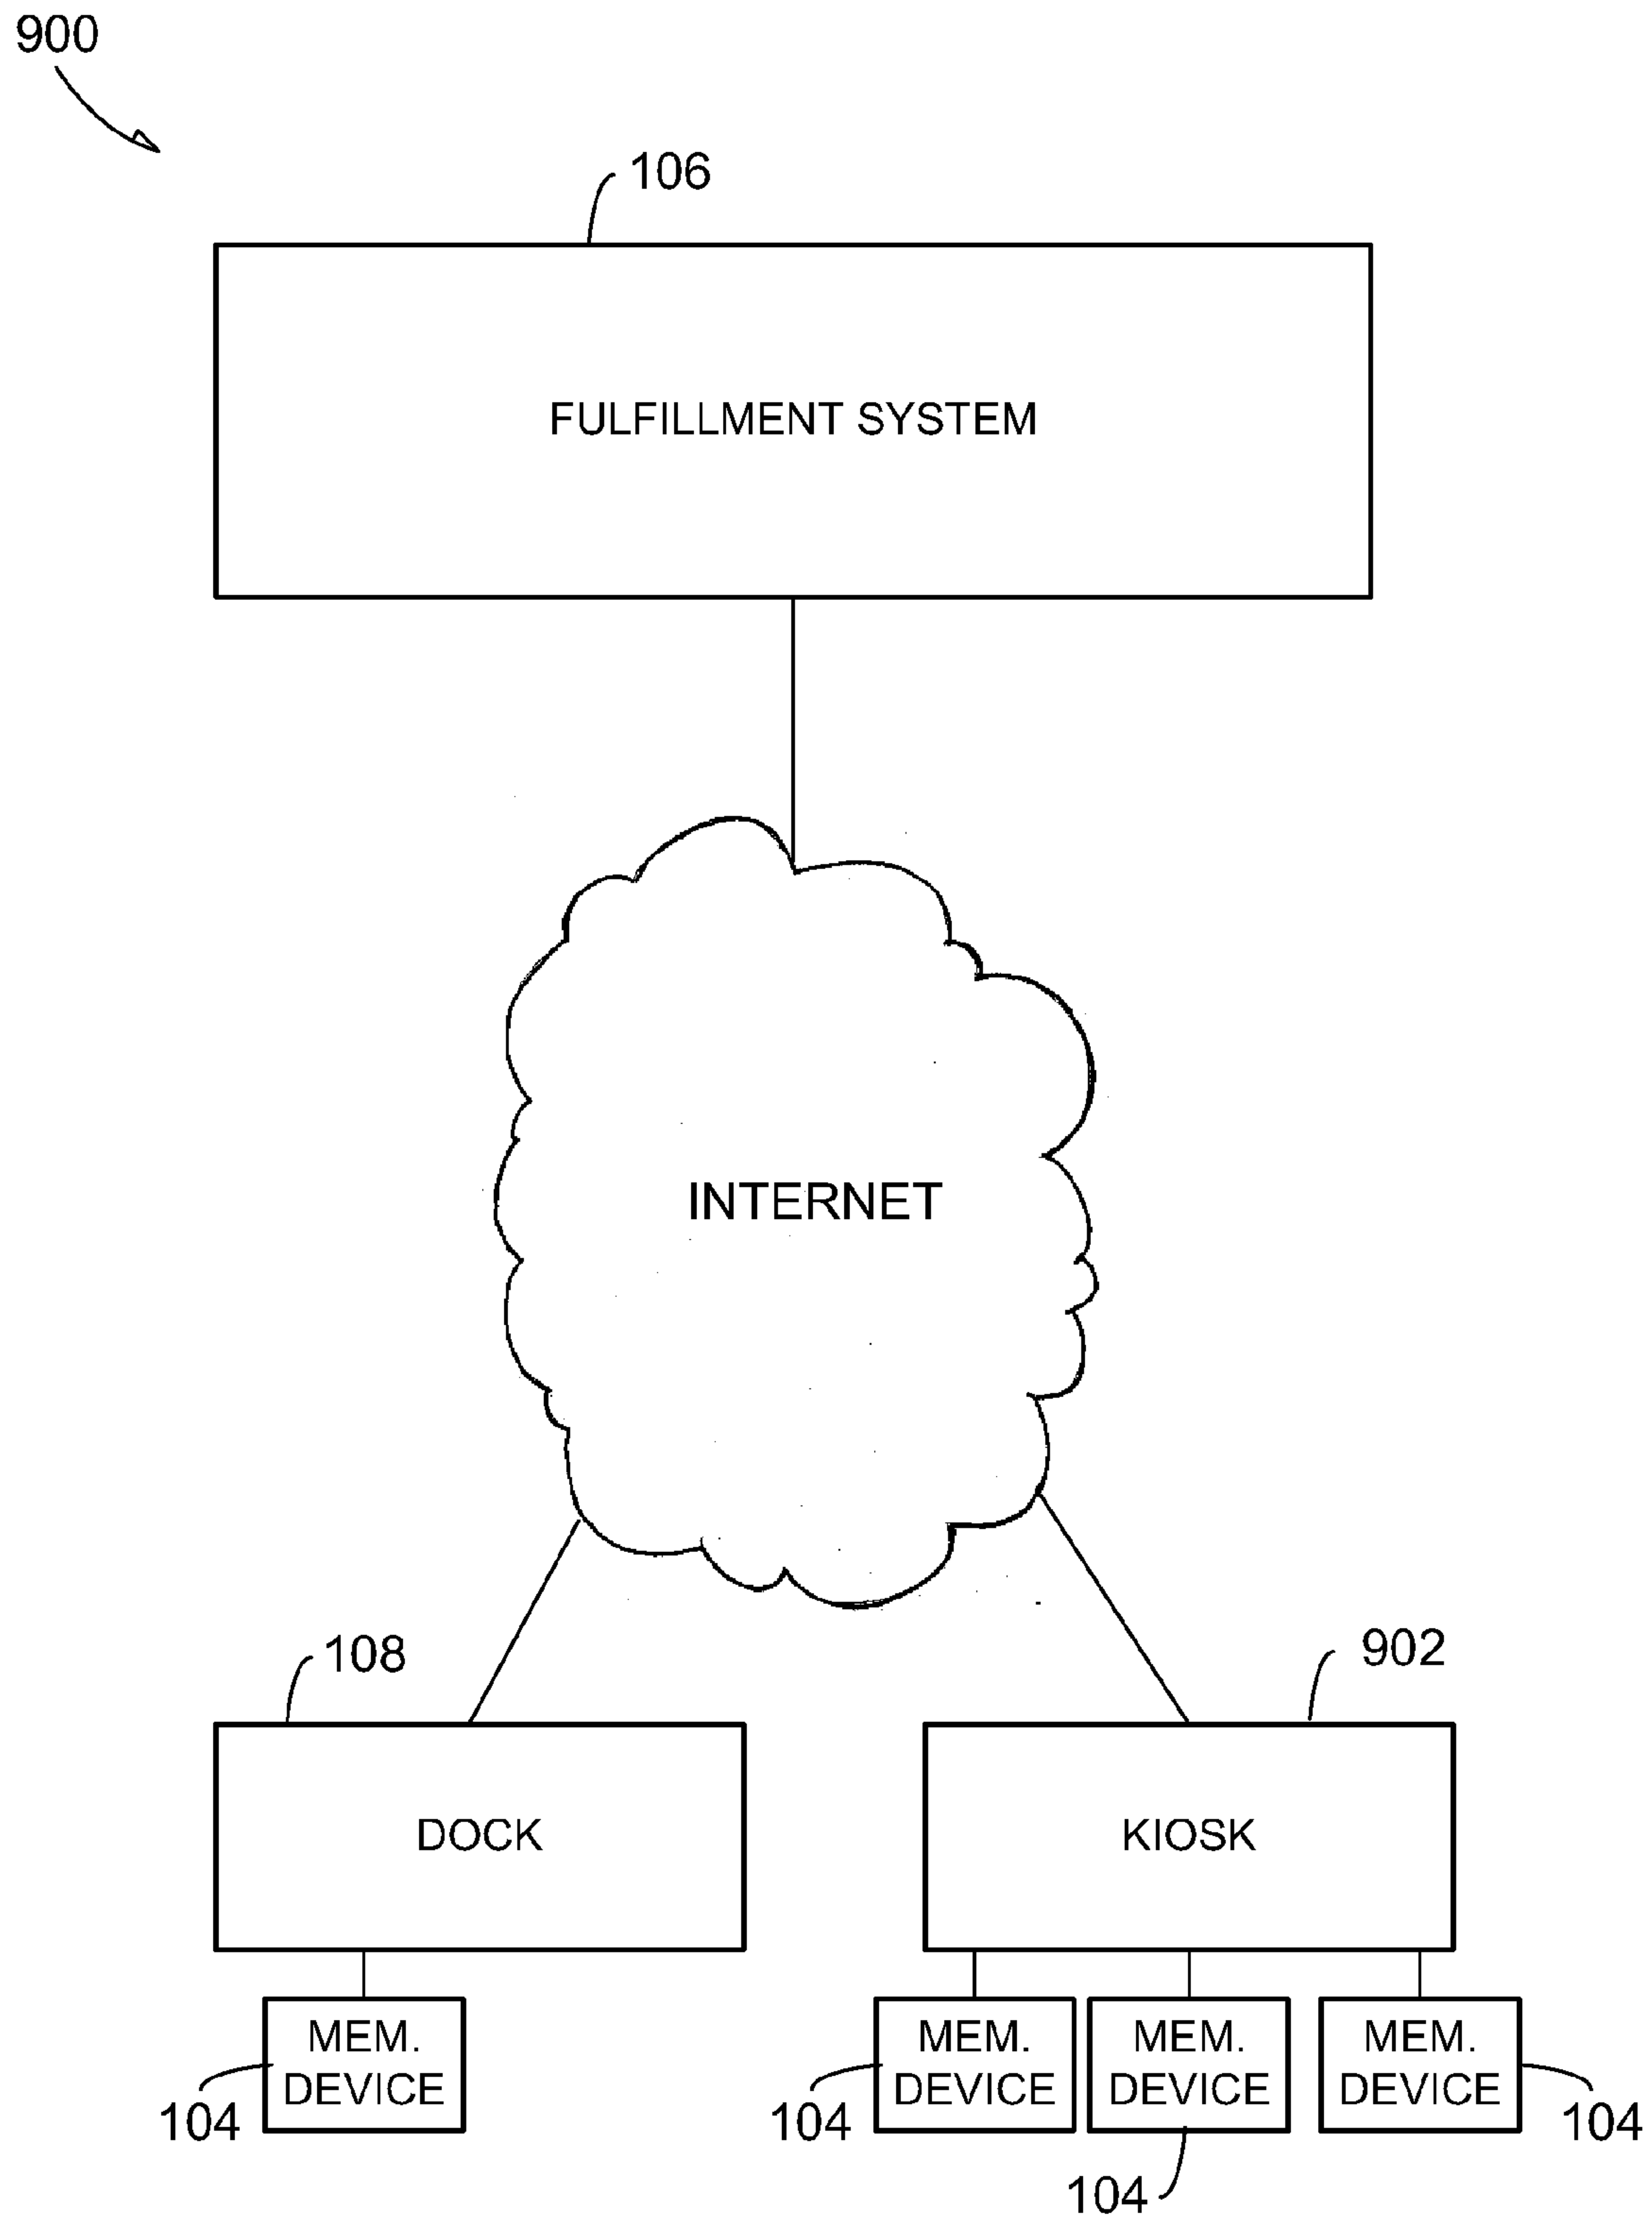 900
106
FULFILLMENT SYSTEM
INTERNET
108
902
DOCK
KIOSK
MEM.
DEVICE
MEM.
DEVICE
MEM.
DEVICE
MEM.
DEVICE
104
104
104
104